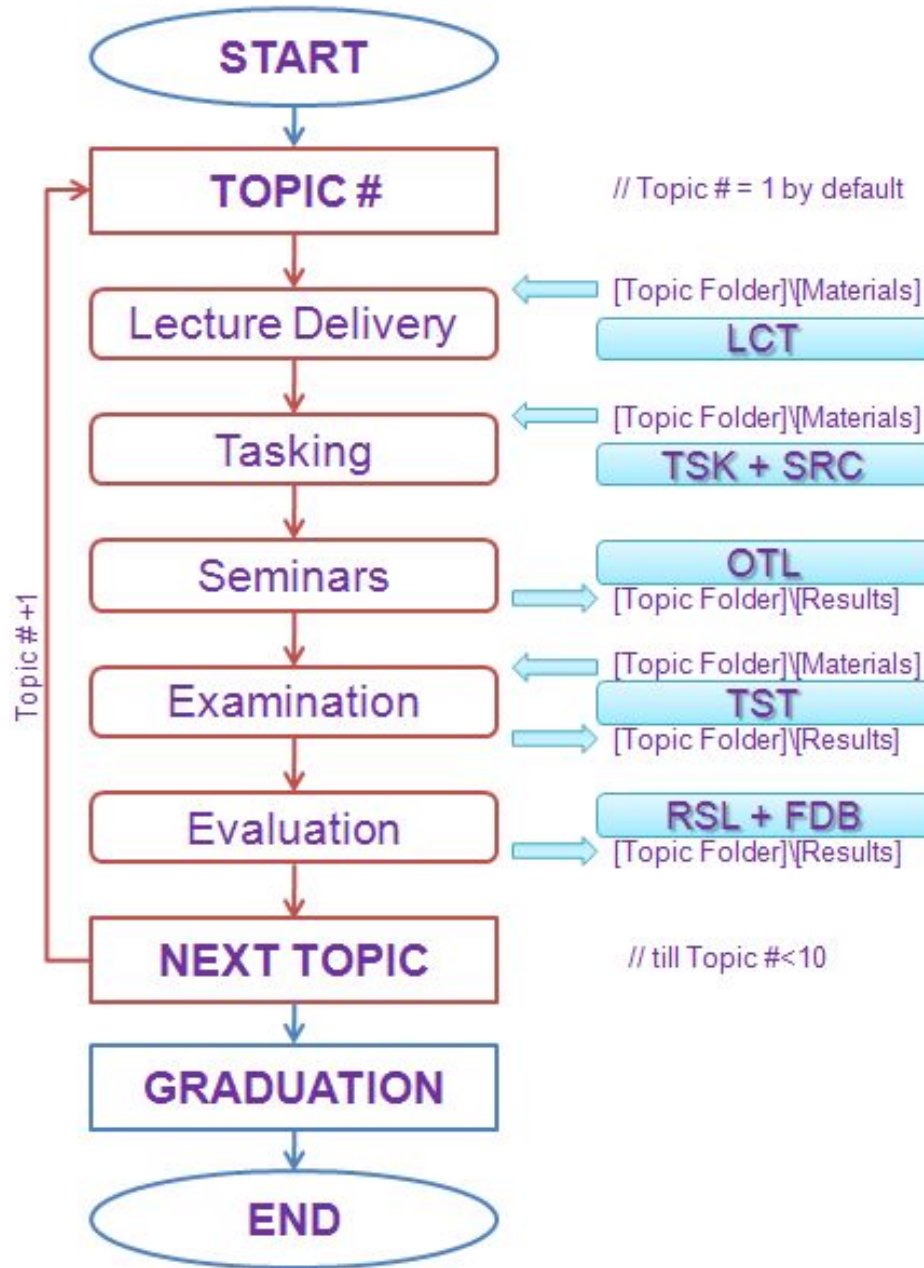 START
TOPIC #
// Topic # = 1 by default
[Topic Folder]\[Materials]
Lecture Delivery
LCT
[Topic Folder]\[Materials]
Tasking
TSK + SRC
OTL
Seminars
[Topic Folder]\[Results]
[Topic Folder]\[Materials]
Examination
TST
[Topic Folder]\[Results]
RSL + FDB
Evaluation
[Topic Folder]\[Results]
Topic # +1
NEXT TOPIC
// till Topic #<10
GRADUATION
END